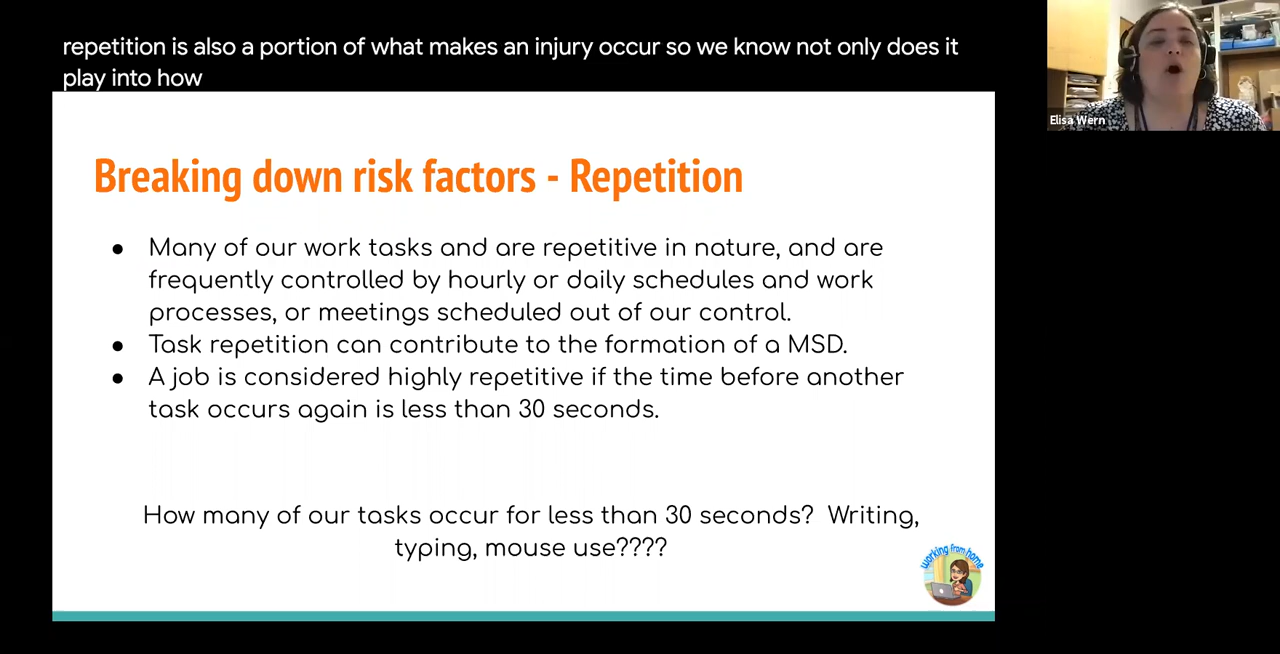 repetition is also a portion of what makes an injury occur so we know not only does it
play into how
Elisa Wern
Breaking down risk factors - Repetition
● Many of our work tasks and are repetitive in nature, and are
frequently controlled by hourly or daily schedules and work
processes, or meetings scheduled out of our control.
● Task repetition can contribute to the formation of a MSD.
● A job is considered highly repetitive if the time before another
task occurs again is less than 30 seconds.
How many of our tasks occur for less than 30 seconds?  Writing,
typing, mouse use????
working from home